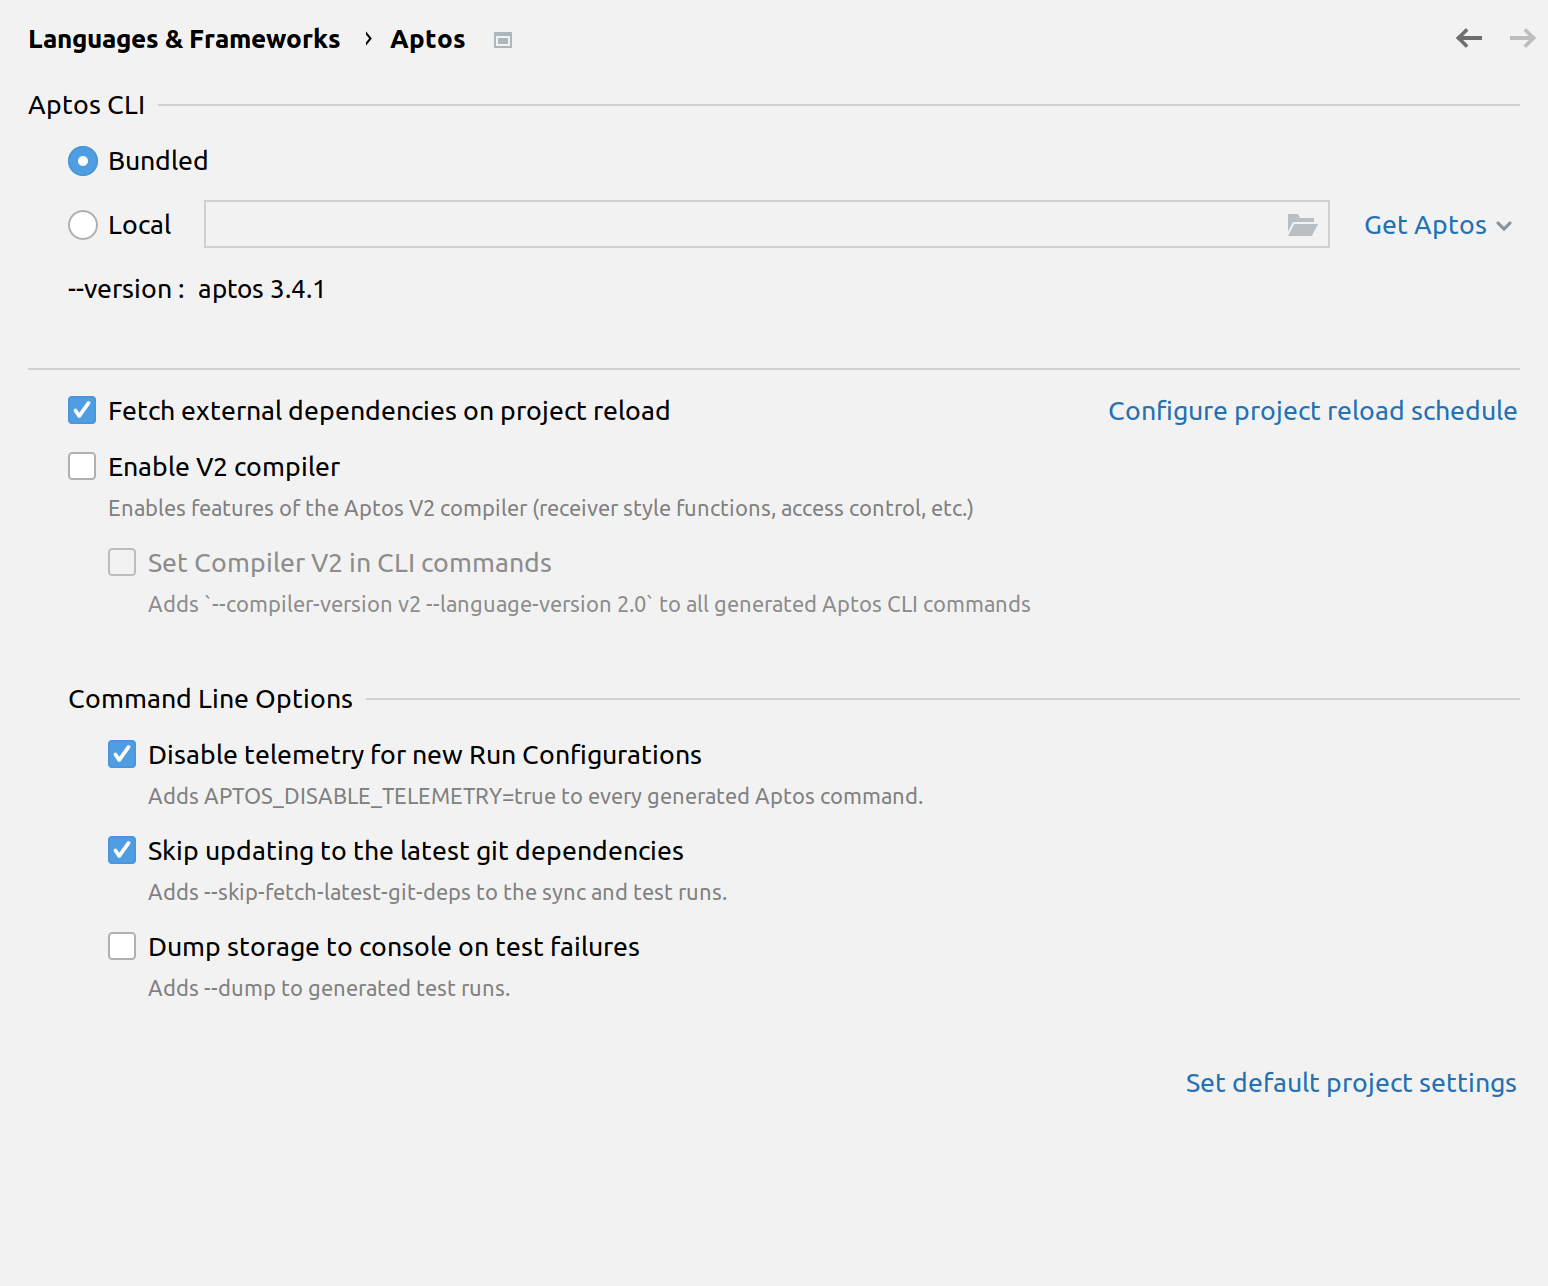 Languages & Frameworks › Aptos
Aptos CLI
Bundled
Local Get Aptos
--version : aptos 3.4.1
Fetch external dependencies on project reload Configure project reload schedule
Enable V2 compiler
Enables features of the Aptos V2 compiler (receiver style functions, access control, etc.)
Set Compiler V2 in CLI commands
Adds `--compiler-version v2 --language-version 2.0` to all generated Aptos CLI commands
Command Line Options
Disable telemetry for new Run Configurations
Adds APTOS_DISABLE_TELEMETRY=true to every generated Aptos command.
Skip updating to the latest git dependencies
Adds --skip-fetch-latest-git-deps to the sync and test runs.
Dump storage to console on test failures
Adds --dump to generated test runs.
Set default project settings